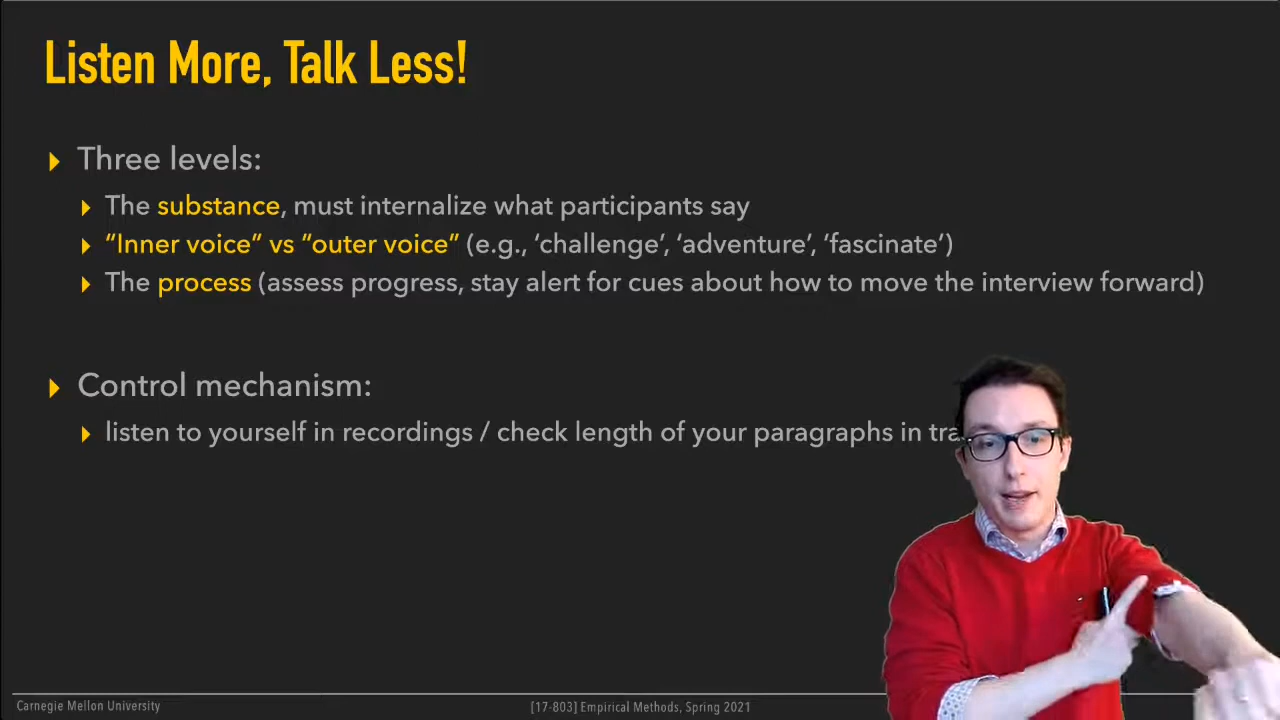 Listen More, Talk Less!
Three levels:
The substance, must internalize what participants say
“Inner voice” vs “outer voice” (e.g., ‘challenge’, ‘adventure’, ‘fascinate’)
The process (assess progress, stay alert for cues about how to move the interview forward)
Control mechanism:
listen to yourself in recordings / check length of your paragraphs in
Carnegie Mellon University
[17-803] Empirical Methods, Spring 2021